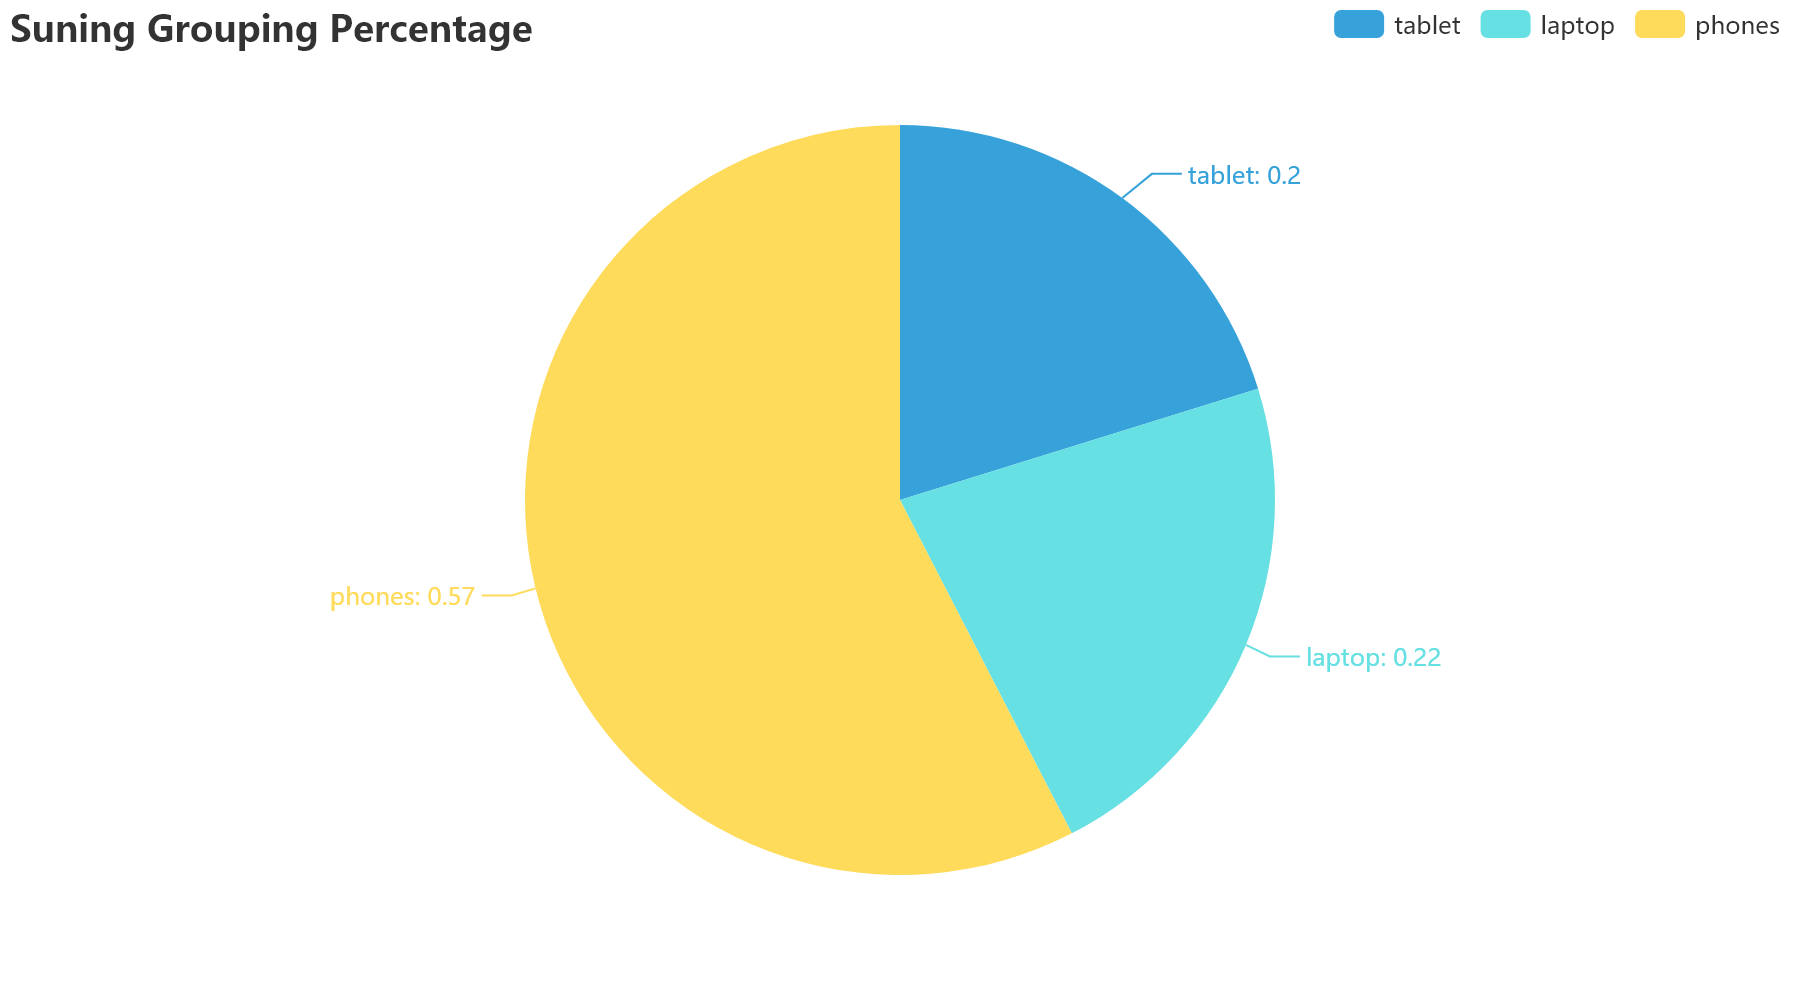 Suning Grouping Percentage
tablet
laptop
phones
tablet: 0.2
phones: 0.57
laptop: 0.22